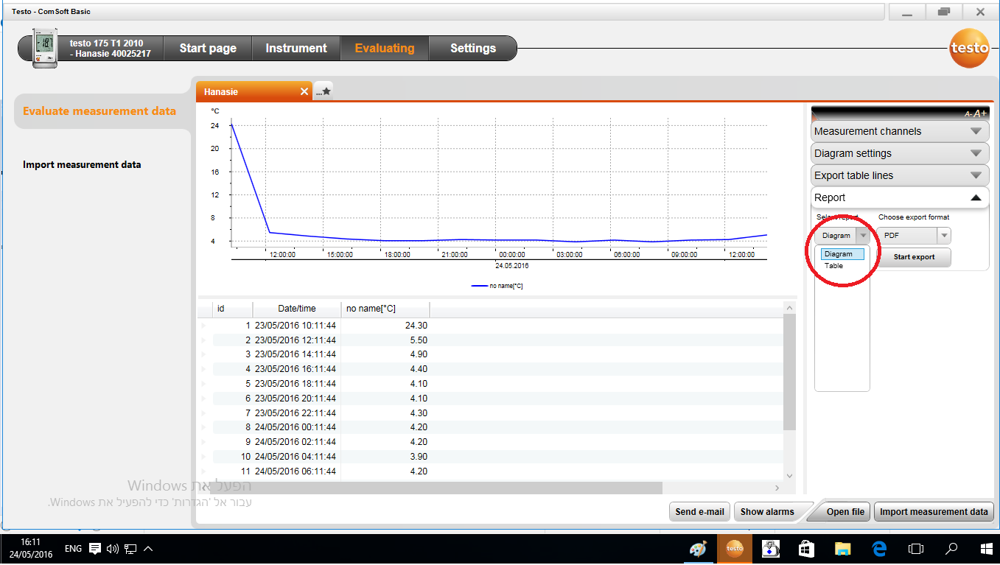 Testo - ComSoft Basic
testo 175 T1 2010
- Hanasie 40025217
Start page
Instrument
Evaluating
Settings
testo
Evaluate measurement data
Import measurement data
Hanasie
...★
°C
24
20
16
12
8
4
12:00:00 15:00:00 18:00:00 21:00:00 00:00:00 03:00:00 06:00:00 09:00:00 12:00:00
24.05.2016
no name[°C]
A- A+
Measurement channels
Diagram settings
Export table lines
Report
Select report Choose export format
Diagram PDF
Diagram
Table
Start export
id Date/time no name[°C]
1 23/05/2016 10:11:44 24.30
2 23/05/2016 12:11:44 5.50
3 23/05/2016 14:11:44 4.90
4 23/05/2016 16:11:44 4.40
5 23/05/2016 18:11:44 4.10
6 23/05/2016 20:11:44 4.10
7 23/05/2016 22:11:44 4.30
8 24/05/2016 00:11:44 4.20
9 24/05/2016 02:11:44 4.20
10 24/05/2016 04:11:44 3.90
11 24/05/2016 06:11:44 4.20
הפעל את Windows
עבור אל 'הגדרות' כדי להפעיל את Windows.
Send e-mail
Show alarms
Open file
Import measurement data
16:11
24/05/2016
ENG
testo